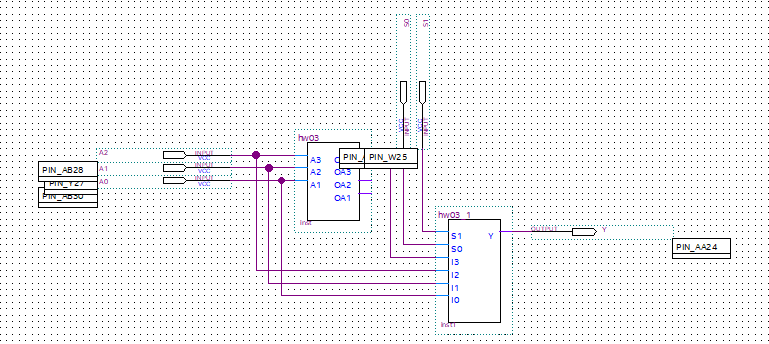 S0
S1
VCC
INPUT
VCC
INPUT
hw03
A2
INPUT
VCC
A1
INPUT
VCC
A0
INPUT
VCC
PIN_AB28
PIN_Y27
PIN_AB30
A3
A2
A1
PIN_W25
OA3
OA2
OA1
inst
hw03_1
S1
S0
I3
I2
I1
I0
Y
inst1
OUTPUT
Y
PIN_AA24